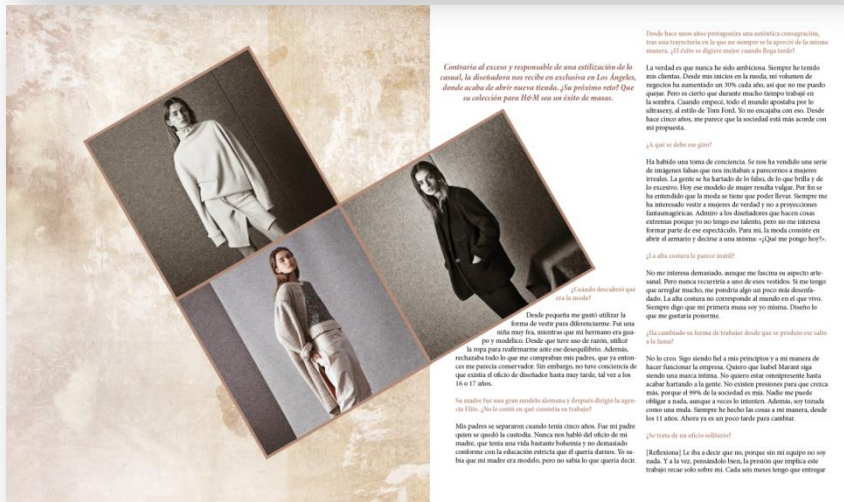 Contraria al exceso y responsable de una estilización de lo
casual, la diseñadora nos recibe en exclusiva en Los Ángeles,
donde acaba de abrir nueva tienda. ¿Su próximo reto? Que
su colección para H&M sea un éxito de masas.
¿Cuándo descubrió qué
era la moda?
Desde pequeña me gustó utilizar la
forma de vestir para diferenciarme. Fui una
niña muy fea, mientras que mi hermano era gua-
po y modélico. Desde que tuve uso de razón, utilicé
la ropa para reafirmarme ante ese desequilibrio. Además,
rechazaba todo lo que me compraban mis padres, que ya enton-
ces me parecía conservador. Sin embargo, no tuve conciencia de
que existía el oficio de diseñador hasta muy tarde, tal vez a los
16 o 17 años.
Su madre fue una gran modelo alemana y después dirigió la agen-
cia Elite. ¿No le contó en qué consistía su trabajo?
Mis padres se separaron cuando tenía cinco años. Fue mi padre
quien se quedó la custodia. Nunca nos habló del oficio de mi
madre, que tenía una vida bastante bohemia y no demasiado
conforme con la educación estricta que él quería darnos. Yo sa-
bía que mi madre era modelo, pero no sabía lo que quería decir.
Desde hace unos años protagoniza una auténtica consagración,
tras una trayectoria en la que no siempre se la apreció de la misma
manera. ¿El éxito se digiere mejor cuando llega tarde?
La verdad es que nunca he sido ambiciosa. Siempre he tenido
mis clientas. Desde mis inicios en la moda, mi volumen de
negocios ha aumentado un 30% cada año, así que no me puedo
quejar. Pero es cierto que durante mucho tiempo trabajé en
la sombra. Cuando empecé, todo el mundo apostaba por lo
ultrasexy, al estilo de Tom Ford. Yo no encajaba con eso. Desde
hace cinco años, me parece que la sociedad está más acorde con
mi propuesta.
¿A qué se debe ese giro?
Ha habido una toma de conciencia. Se nos ha vendido una serie
de imágenes falsas que nos incitaban a parecernos a mujeres
irreales. La gente se ha hartado de lo falso, de lo que brilla y de
lo excesivo. Hoy ese modelo de mujer resulta vulgar. Por fin se
ha entendido que la moda se tiene que poder llevar. Siempre me
ha interesado vestir a mujeres de verdad y no a proyecciones
fantasmagóricas. Admiro a los diseñadores que hacen cosas
extremas porque yo no tengo ese talento, pero no me interesa
formar parte de ese espectáculo. Para mí, la moda consiste en
abrir el armario y decirse a una misma: «¿Qué me pongo hoy?».
¿La alta costura le parece inútil?
No me interesa demasiado, aunque me fascina su aspecto arte-
sanal. Pero nunca recurriría a uno de esos vestidos. Si me tengo
que arreglar mucho, me pondría algo un poco más desenfa-
dado. La alta costura no corresponde al mundo en el que vivo.
Siempre digo que mi primera musa soy yo misma. Diseño lo
que me gustaría ponerme.
¿Ha cambiado su forma de trabajar desde que se produjo ese salto
a la fama?
No lo creo. Sigo siendo fiel a mis principios y a mi manera de
hacer funcionar la empresa. Quiero que Isabel Marant siga
siendo una marca íntima. No quiero estar omnipresente hasta
acabar hartando a la gente. No existen presiones para que crezca
más, porque el 99% de la sociedad es mía. Nadie me puede
obligar a nada, aunque a veces lo intenten. Además, soy tozuda
como una mula. Siempre he hecho las cosas a mi manera, desde
los 11 años. Ahora ya es un poco tarde para cambiar.
¿Se trata de un oficio solitario?
[Reflexiona] Le iba a decir que no, porque sin mi equipo no soy
nada. Y a la vez, pensándolo bien, la presión que implica este
trabajo recae solo sobre mí. Cada seis meses tengo que entregar